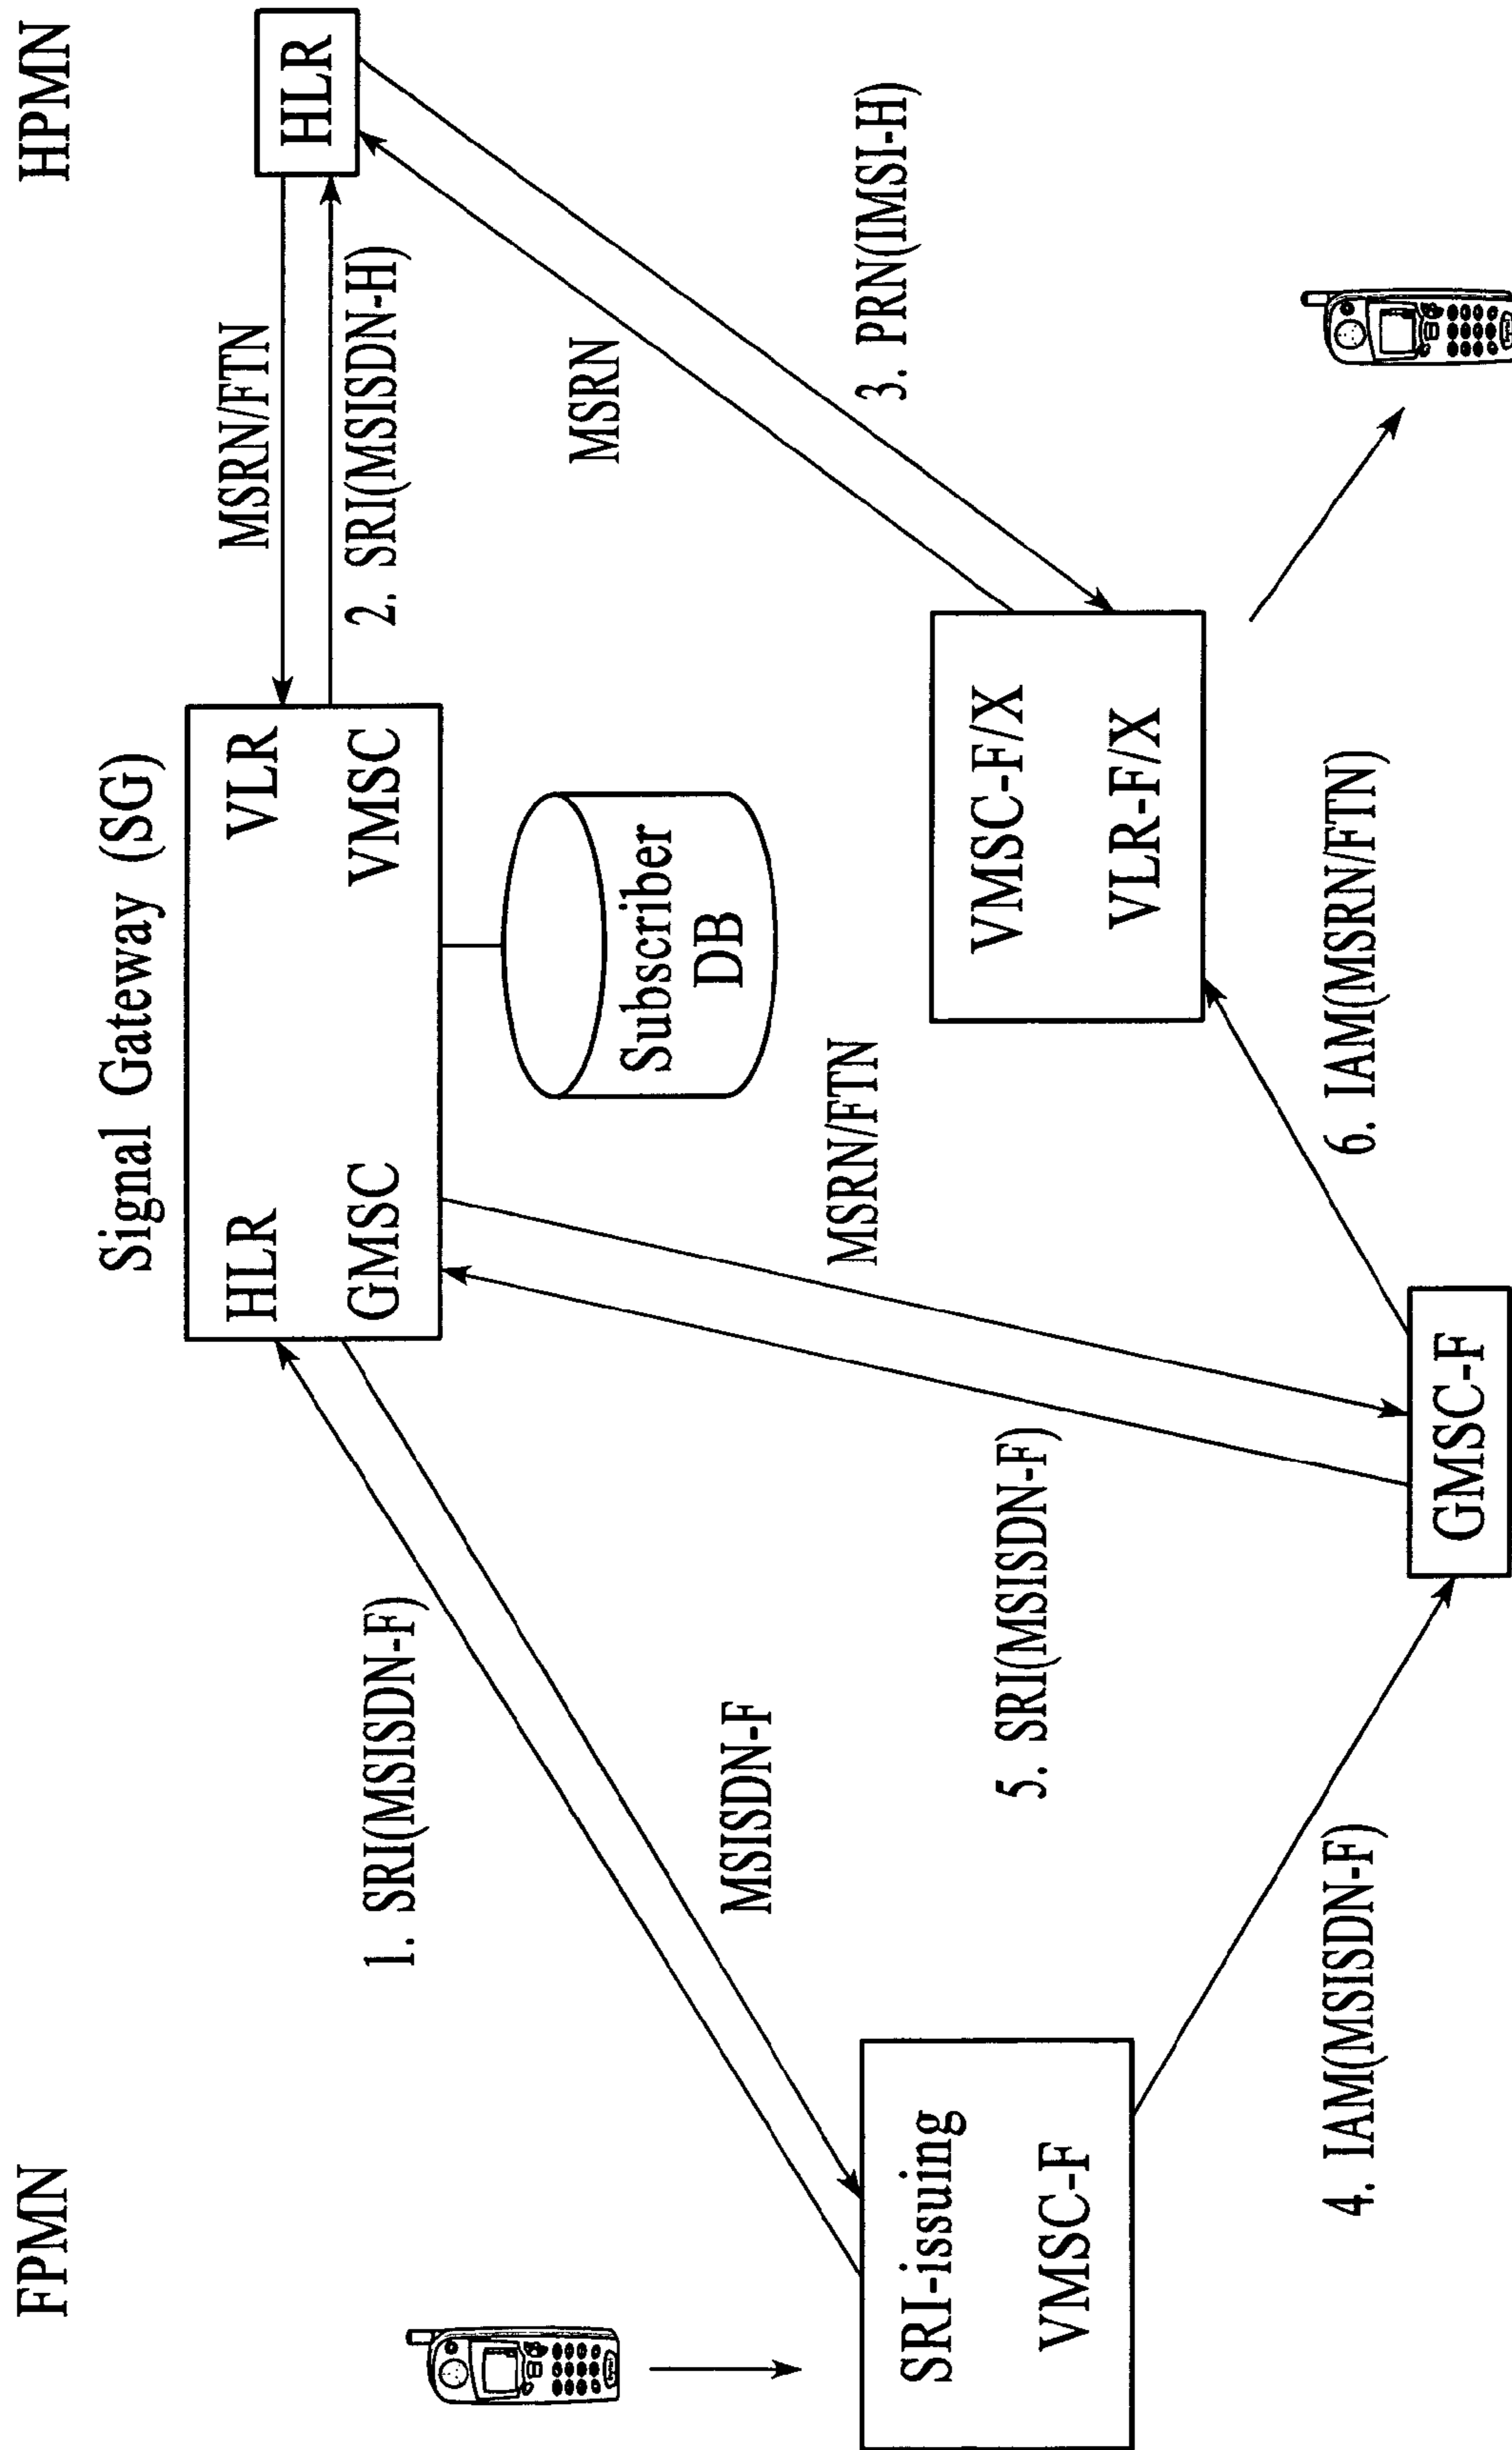 FPMN
HPMN
Signal Gateway (SG)
HLR
VLR
GMSC
VMSC
HLR
MSRN/FTN
2. SRI(MSISDN-H)
Subscriber
DB
1. SRI(MSISDN-F)
MSISDN-F
MSRN
3. PRN(IMSI-H)
MSRN/FTN
5. SRI(MSISDN-F)
SRI-issuing
VMSC-F
VMSC-F/X
VLR-F/X
4. IAM(MSISDN-F)
6. IAM(MSRN/FTN)
GMSC-F